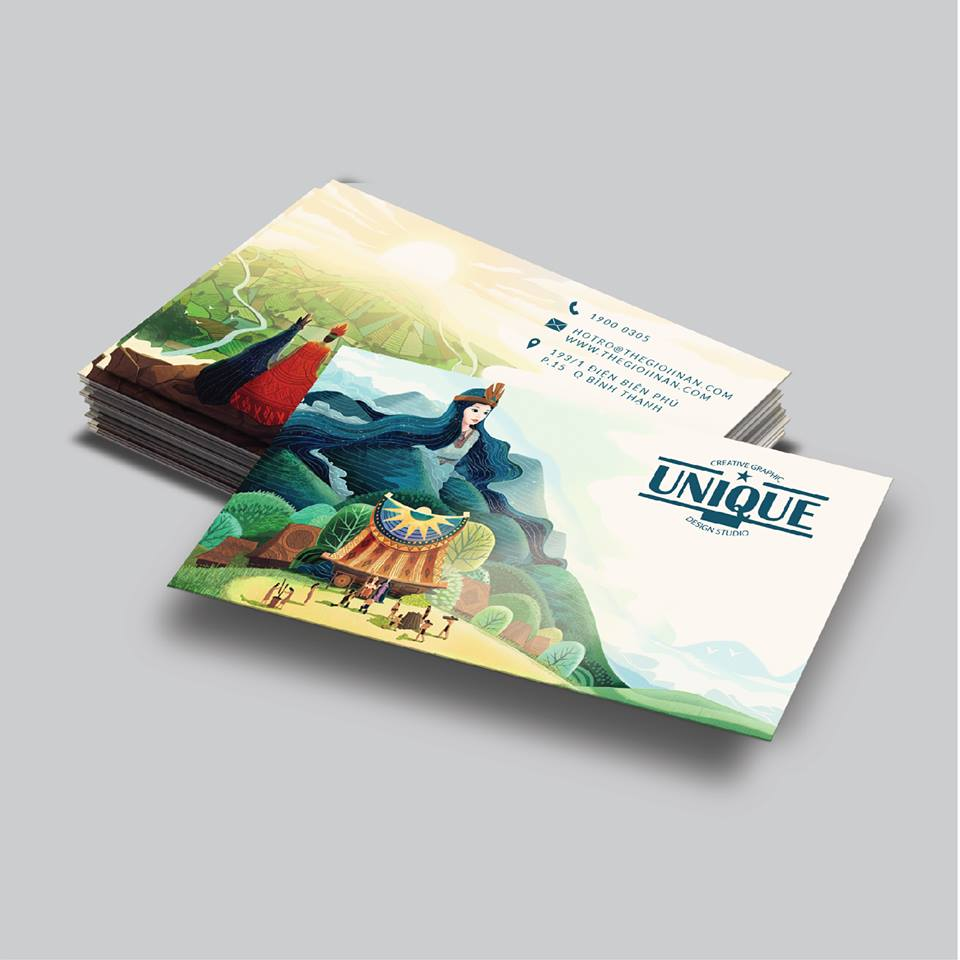 1900 0305
HOTRO@THEGIOIINAN.COM
WWW.THEGIOIINAN.COM
193/1 ĐIỆN BIÊN PHỦ
P.15 Q BÌNH THẠNH
CREATIVE GRAPHIC
UNIQUE
DESIGN STUDIO